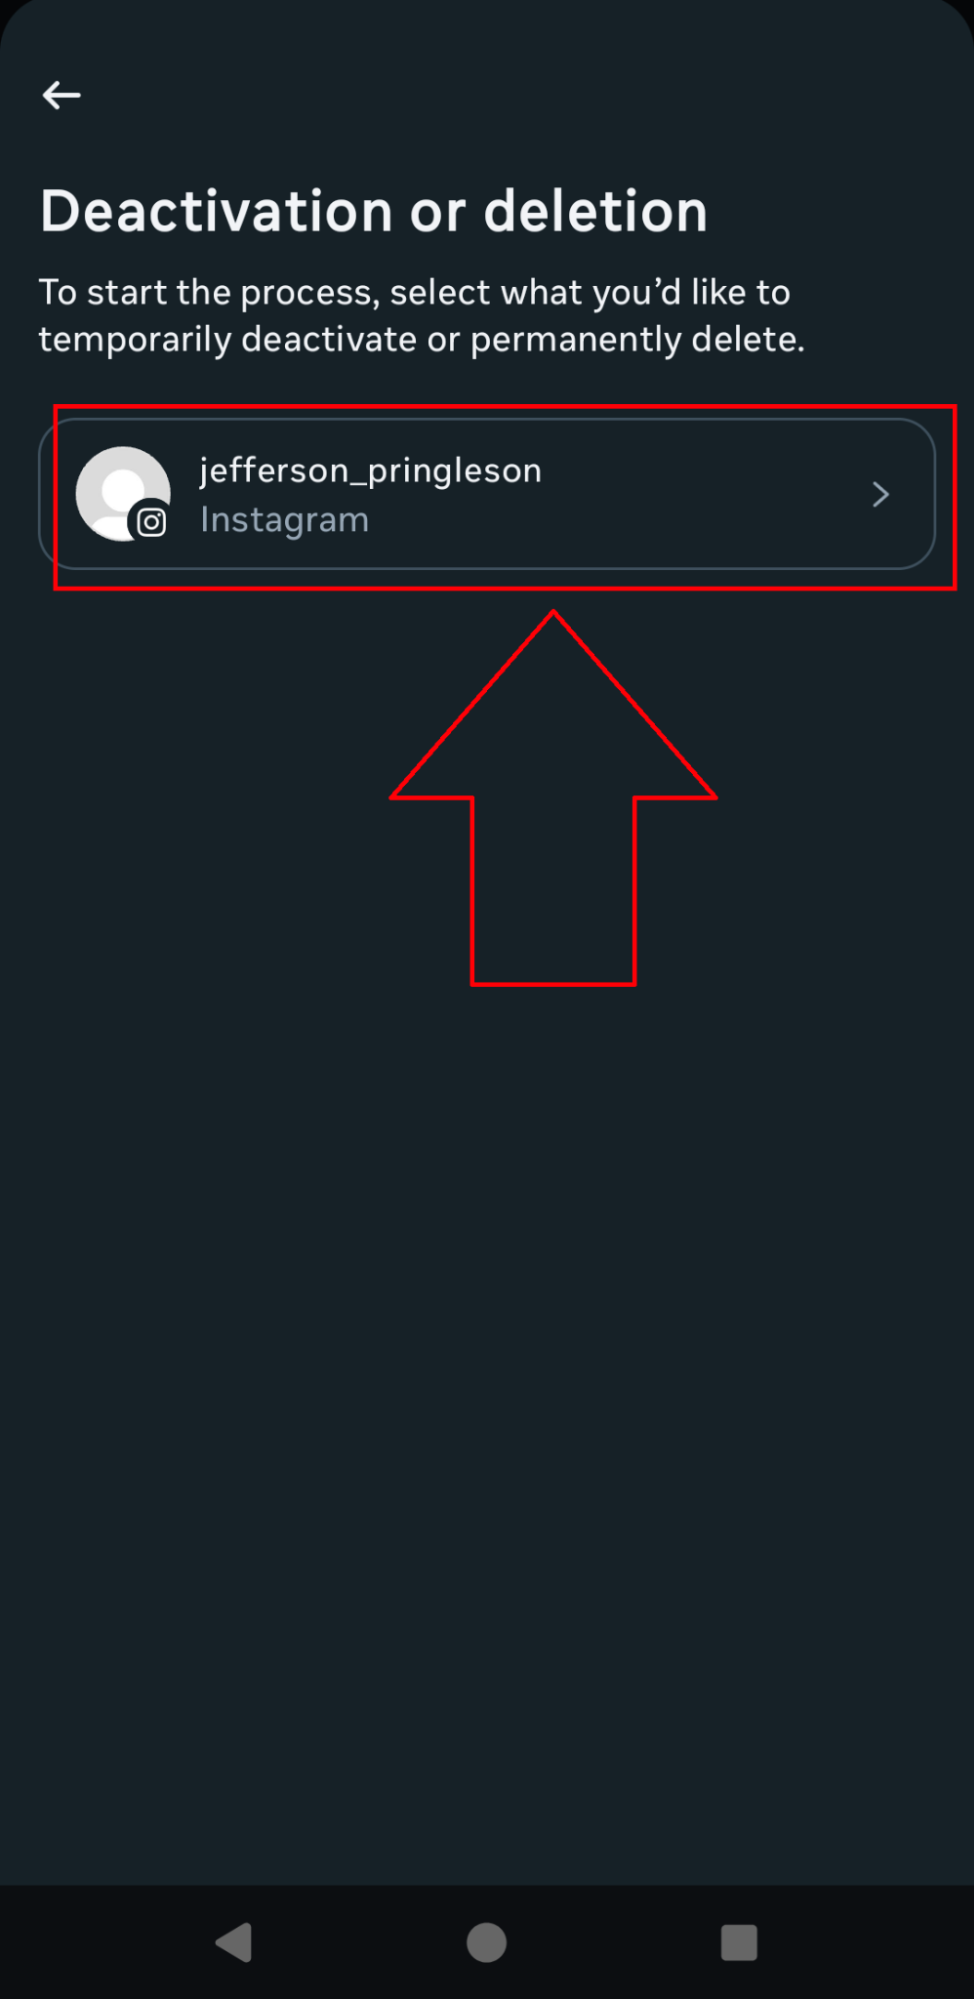 Deactivation or deletion
To start the process, select what you’d like to
temporarily deactivate or permanently delete.
jefferson_pringleson
Instagram